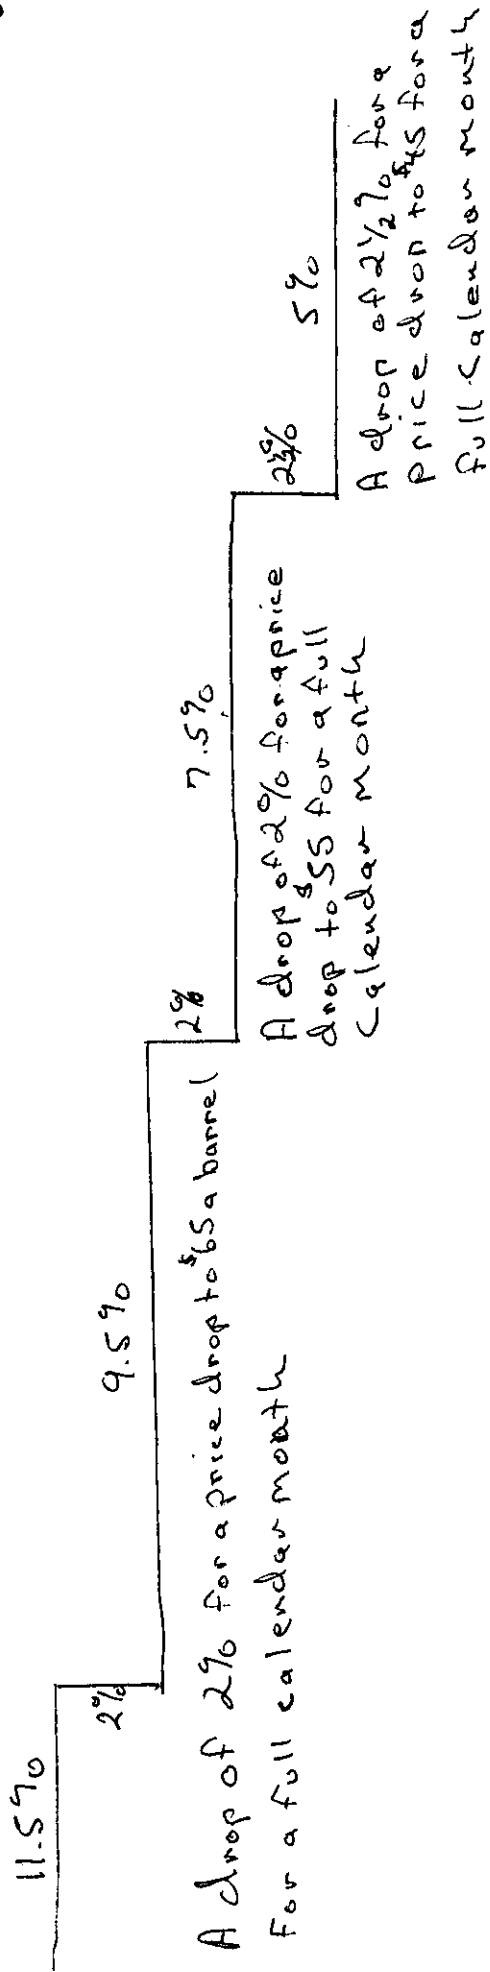 11.5%
2%
A drop of 2% for a price drop to $65 a barrel
for a full calendar month
9.5%
2%
A drop of 2% for a price
drop to $55 for a full
Calendar month
7.5%
2½%
A drop of 2½% for a
price drop to $45 for a
full Calendar month
5%